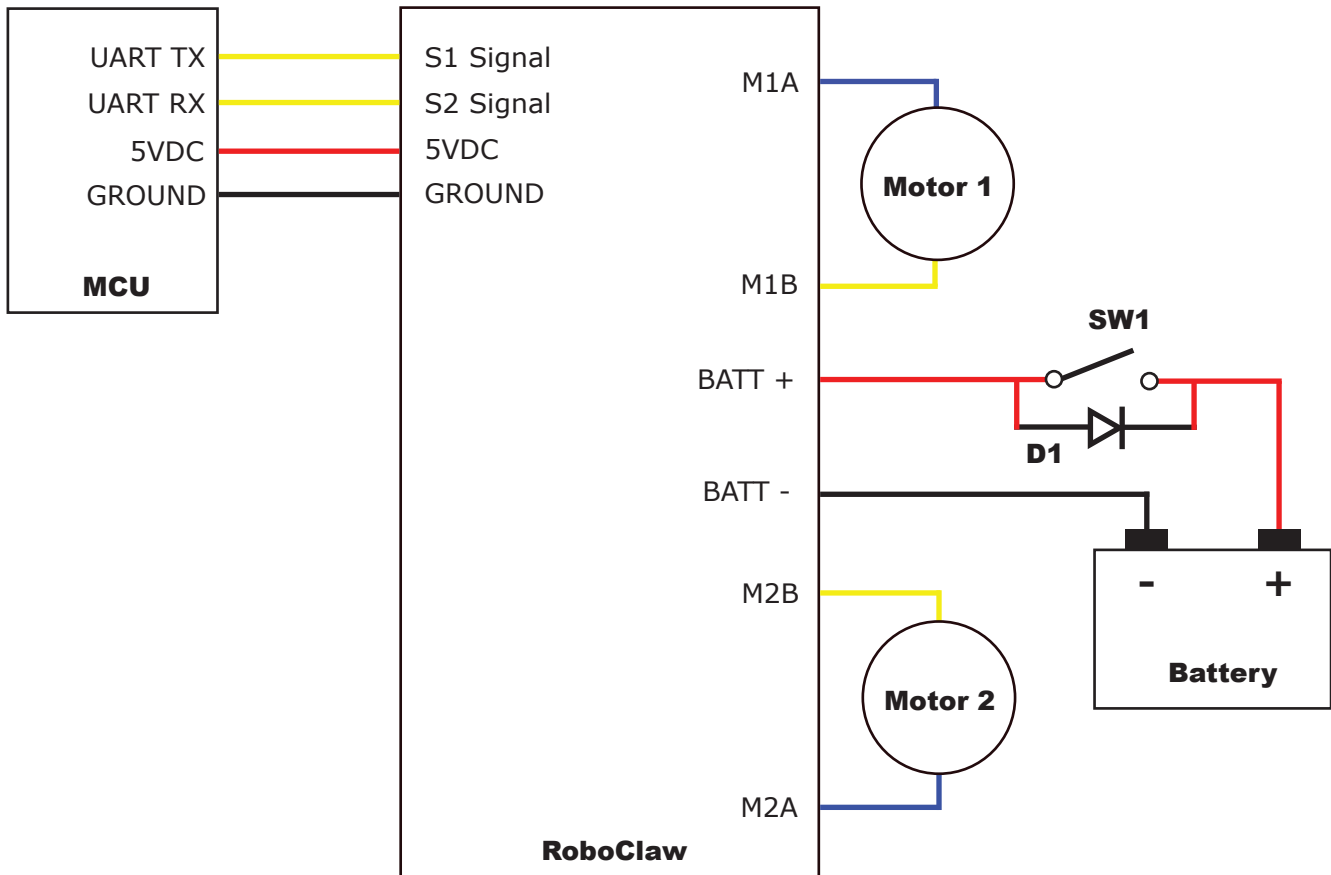 UART TX
UART RX
5VDC
GROUND
MCU
S1 Signal
S2 Signal
5VDC
GROUND
M1A
Motor 1
M1B
SW1
BATT +
D1
BATT -
- +
Battery
M2B
Motor 2
M2A
RoboClaw